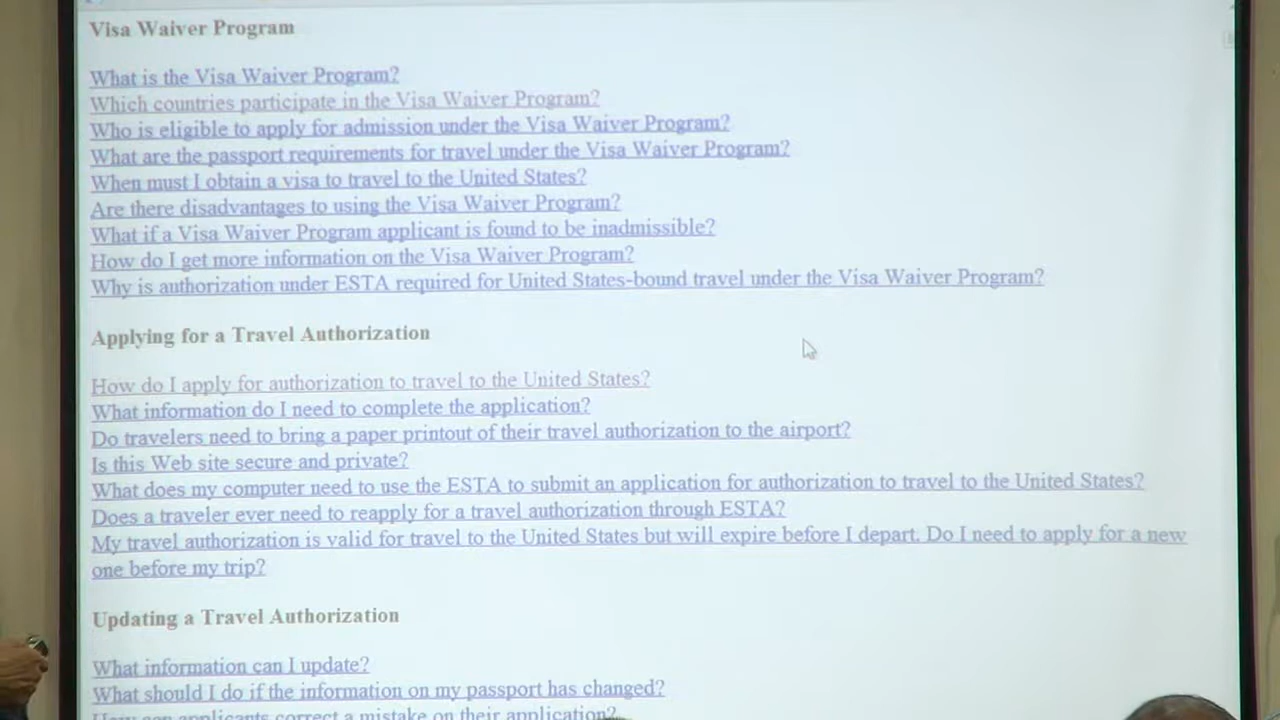 Visa Waiver Program
What is the Visa Waiver Program?
Which countries participate in the Visa Waiver Program?
Who is eligible to apply for admission under the Visa Waiver Program?
What are the passport requirements for travel under the Visa Waiver Program?
When must I obtain a visa to travel to the United States?
Are there disadvantages to using the Visa Waiver Program?
What if a Visa Waiver Program applicant is found to be inadmissible?
How do I get more information on the Visa Waiver Program?
Why is authorization under ESTA required for United States-bound travel under the Visa Waiver Program?
Applying for a Travel Authorization
How do I apply for authorization to travel to the United States?
What information do I need to complete the application?
Do travelers need to bring a paper printout of their travel authorization to the airport?
Is this Web site secure and private?
What does my computer need to use the ESTA to submit an application for authorization to travel to the United States?
Does a traveler ever need to reapply for a travel authorization through ESTA?
My travel authorization is valid for travel to the United States but will expire before I depart. Do I need to apply for a new
one before my trip?
Updating a Travel Authorization
What information can I update?
What should I do if the information on my passport has changed?
How can applicants correct a mistake on their application?